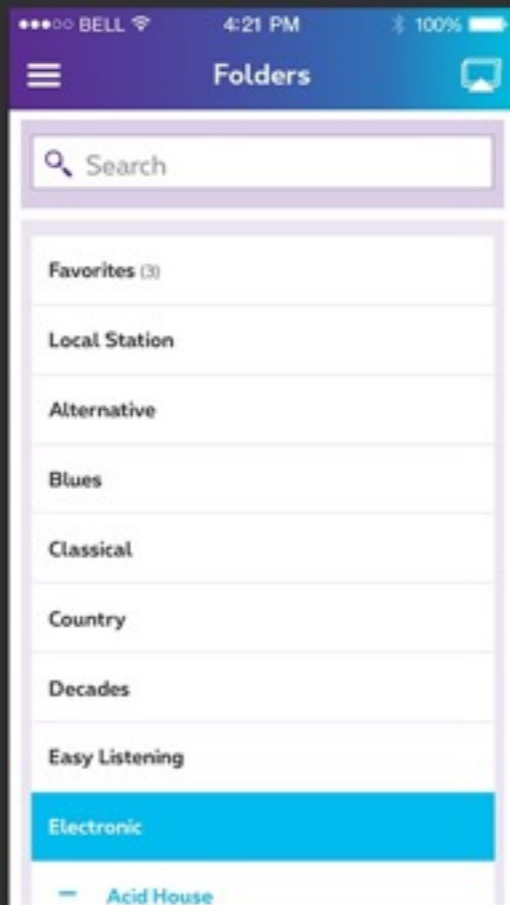 BELL 4:21 PM 100%
Folders
Search
Favorites (3)
Local Station
Alternative
Blues
Classical
Country
Decades
Easy Listening
Electronic
– Acid House